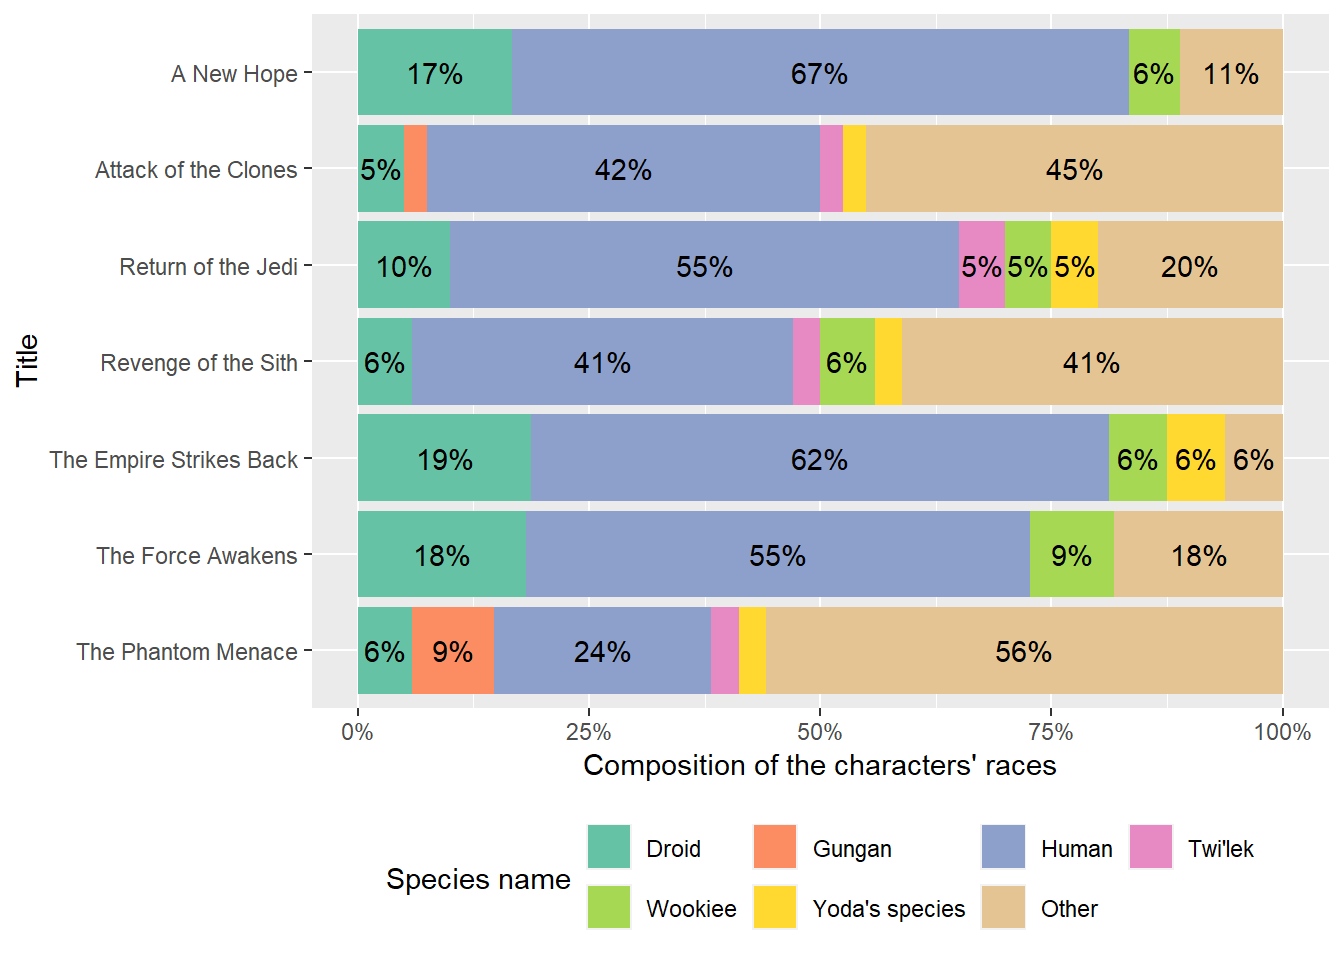 A New Hope 17% 67% 6% 11%
Attack of the Clones 5% 42% 45%
Return of the Jedi 10% 55% 5% 5% 5% 20%
Title
Revenge of the Sith 6% 41% 6% 41%
The Empire Strikes Back 19% 62% 6% 6% 6%
The Force Awakens 18% 55% 9% 18%
The Phantom Menace 6% 9% 24% 56%
0% 25% 50% 75% 100%
Composition of the characters' races
Species name
Droid Gungan Human Twi'lek
Wookiee Yoda's species Other